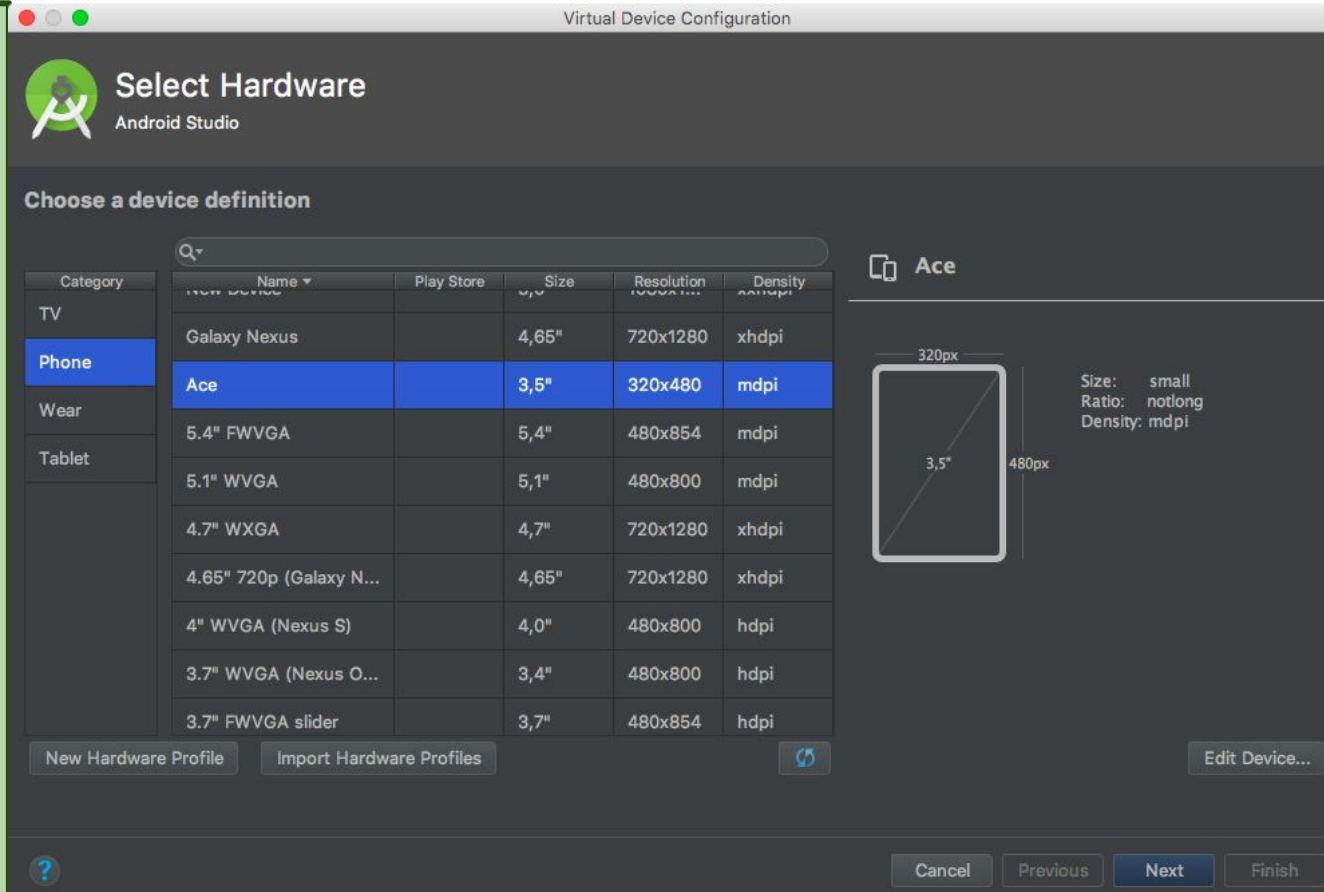 Virtual Device Configuration
Select Hardware
Android Studio
Choose a device definition
Category
TV
Phone
Wear
Tablet
Name Play Store Size Resolution Density
New Device
Galaxy Nexus 4,65" 720x1280 xhdpi
Ace 3,5" 320x480 mdpi
5.4" FWVGA 5,4" 480x854 mdpi
5.1" WVGA 5,1" 480x800 mdpi
4.7" WXGA 4,7" 720x1280 xhdpi
4.65" 720p (Galaxy N... 4,65" 720x1280 xhdpi
4" WVGA (Nexus S) 4,0" 480x800 hdpi
3.7" WVGA (Nexus O... 3,4" 480x800 hdpi
3.7" FWVGA slider 3,7" 480x854 hdpi
Ace
320px
3,5"
480px
Size: small
Ratio: notlong
Density: mdpi
New Hardware Profile
Import Hardware Profiles
Edit Device...
?
Cancel
Previous
Next
Finish